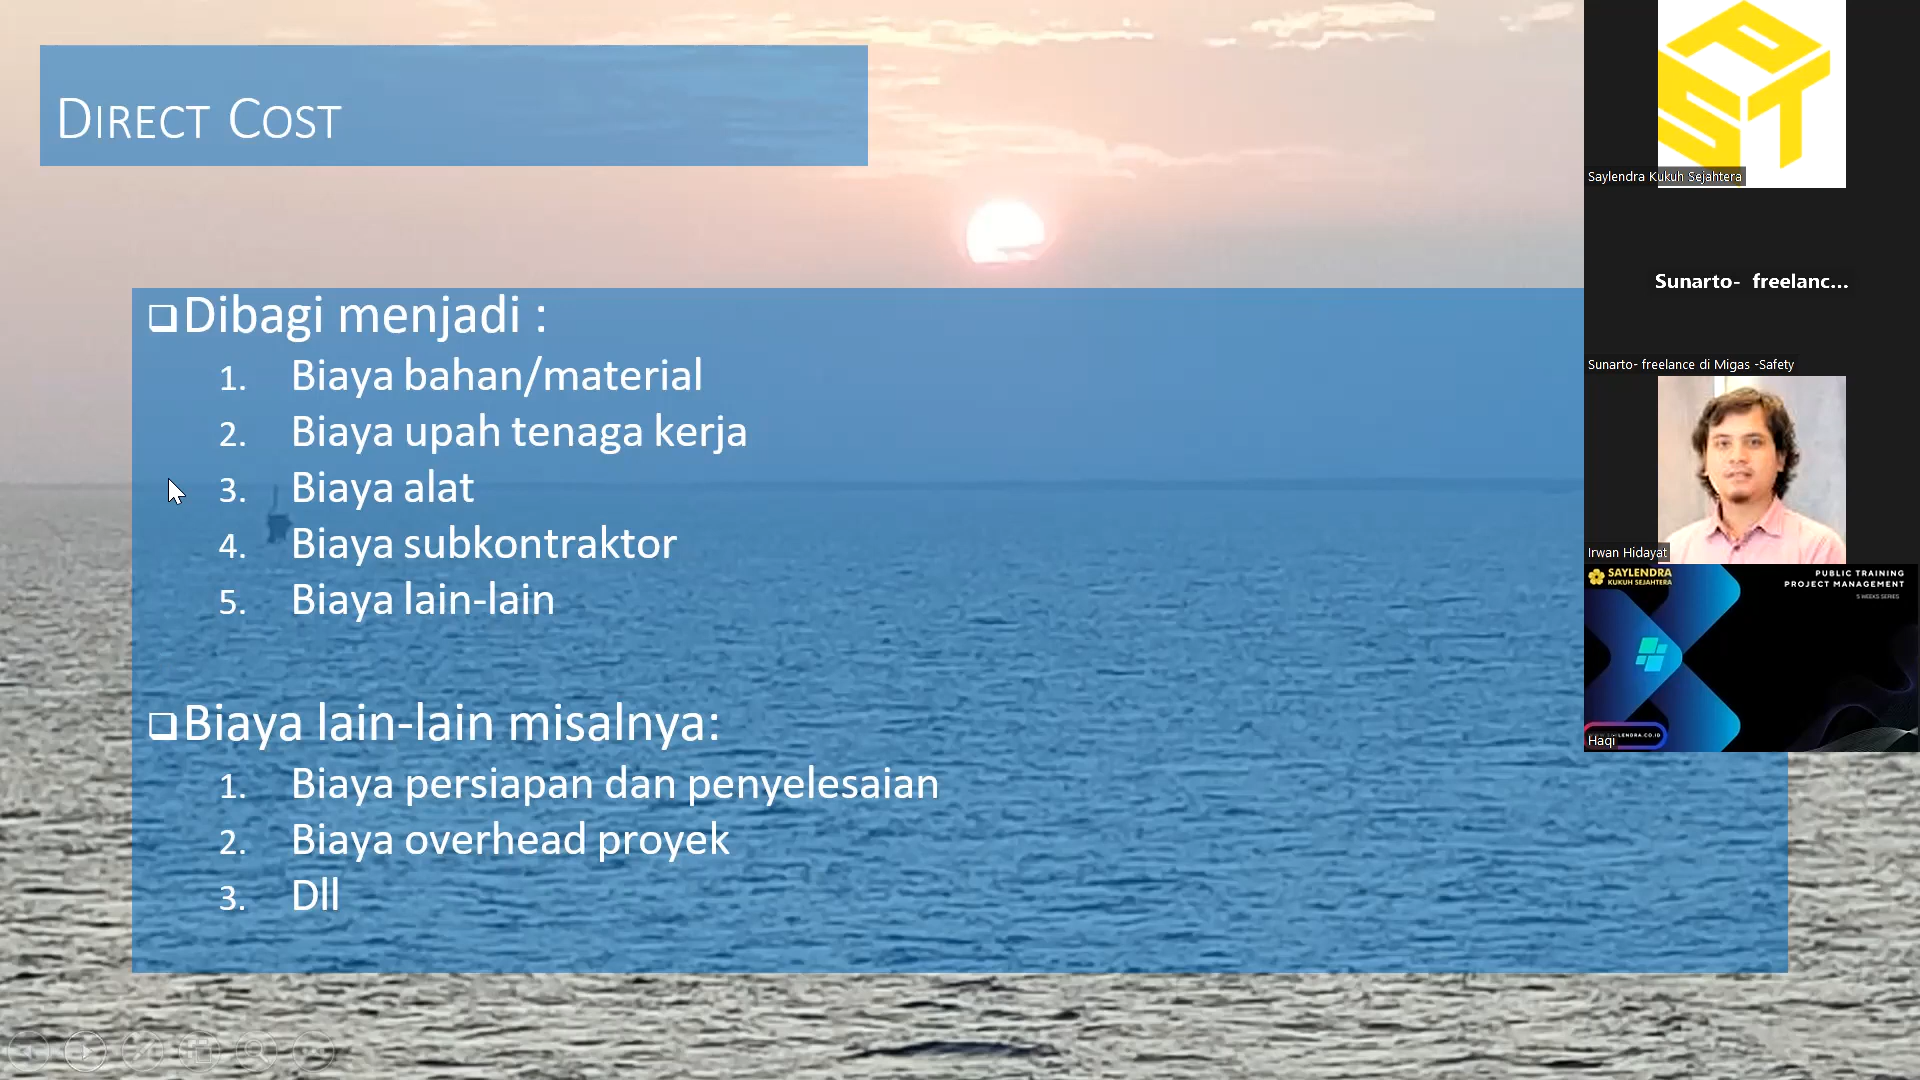 DIRECT COST
Dibagi menjadi :
1. Biaya bahan/material
2. Biaya upah tenaga kerja
3. Biaya alat
4. Biaya subkontraktor
5. Biaya lain-lain
Biaya lain-lain misalnya:
1. Biaya persiapan dan penyelesaian
2. Biaya overhead proyek
3. Dll
Saylendra Kukuh Sejahtera
Sunarto- freelanc...
Sunarto- freelance di Migas -Safety
Irwan Hidayat
SAYLENDRA
KUKUH SEJAHTERA
PUBLIC TRAINING
PROJECT MANAGEMENT
5 WEEKS SERIES
Haqi